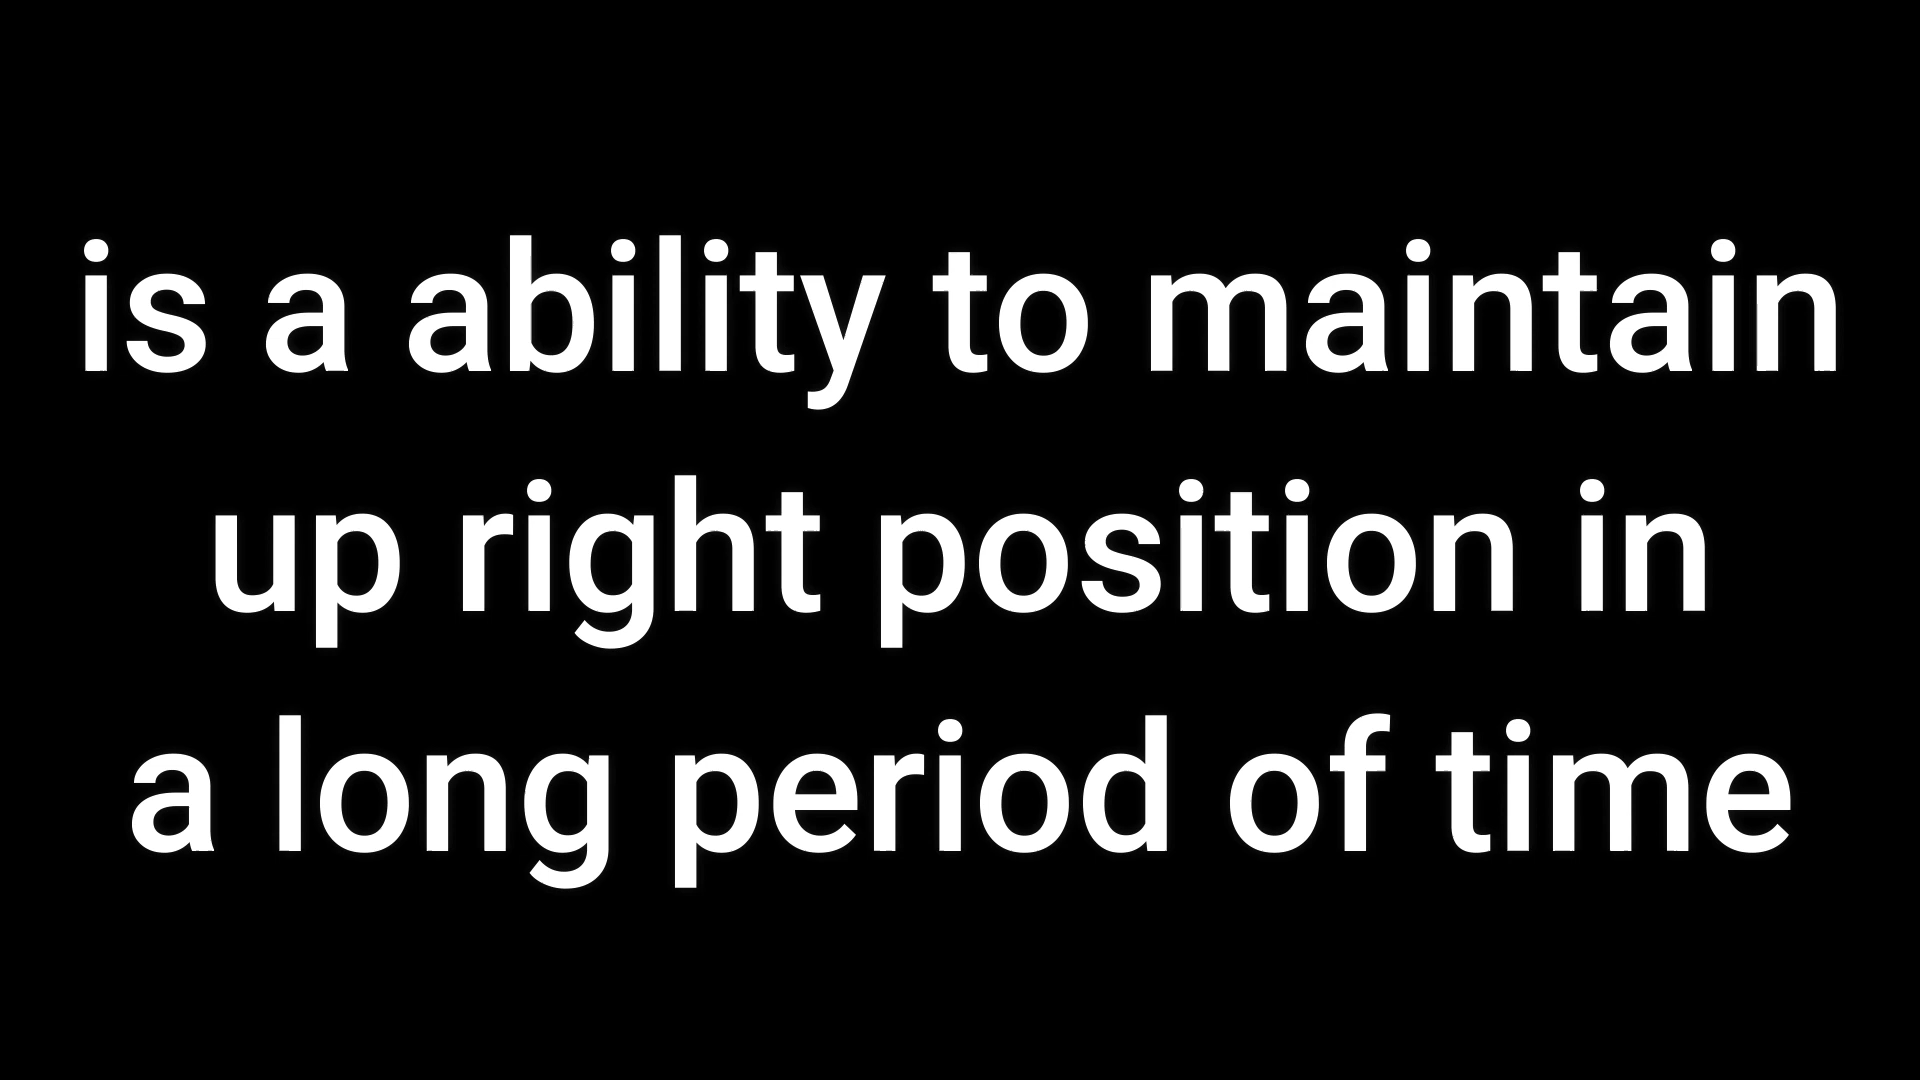 is a ability to maintain
up right position in
a long period of time